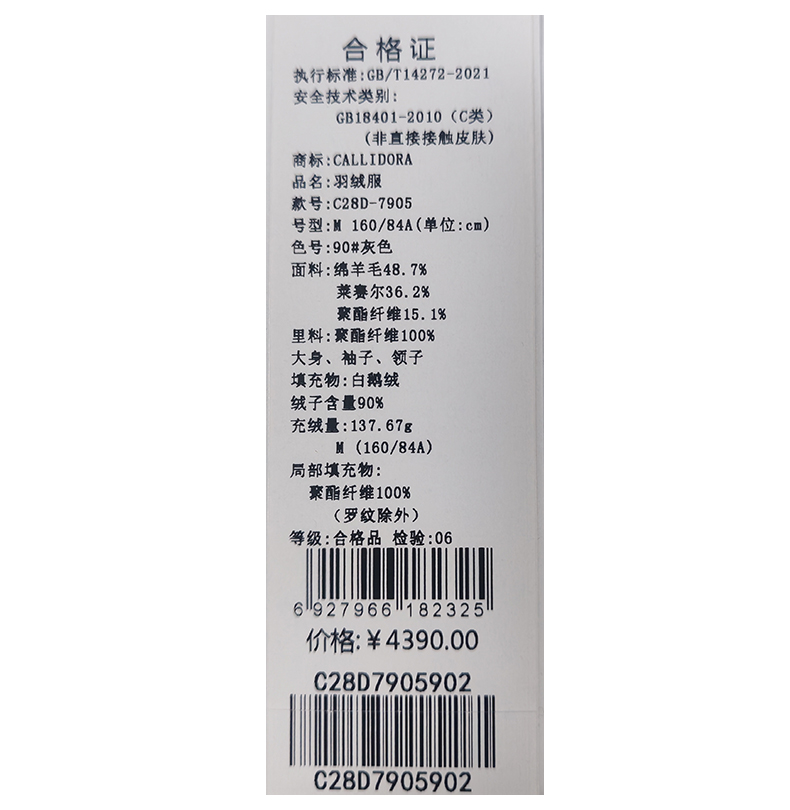 合格证
执行标准:GB/T14272-2021
安全技术类别:
GB18401-2010（C类）
(非直接接触皮肤)
商标:CALLIDORA
品名:羽绒服
款号:C28D-7905
号型:M 160/84A(单位:cm)
色号:90#灰色
面料:绵羊毛48.7%
莱赛尔36.2%
聚酯纤维15.1%
里料:聚酯纤维100%
大身、袖子、领子
填充物:白鹅绒
绒子含量90%
充绒量:137.67g
M (160/84A)
局部填充物:
聚酯纤维100%
（罗纹除外）
等级:合格品 检验:06
6 927966 182325
价格:￥4390.00
C28D7905902
C28D7905902